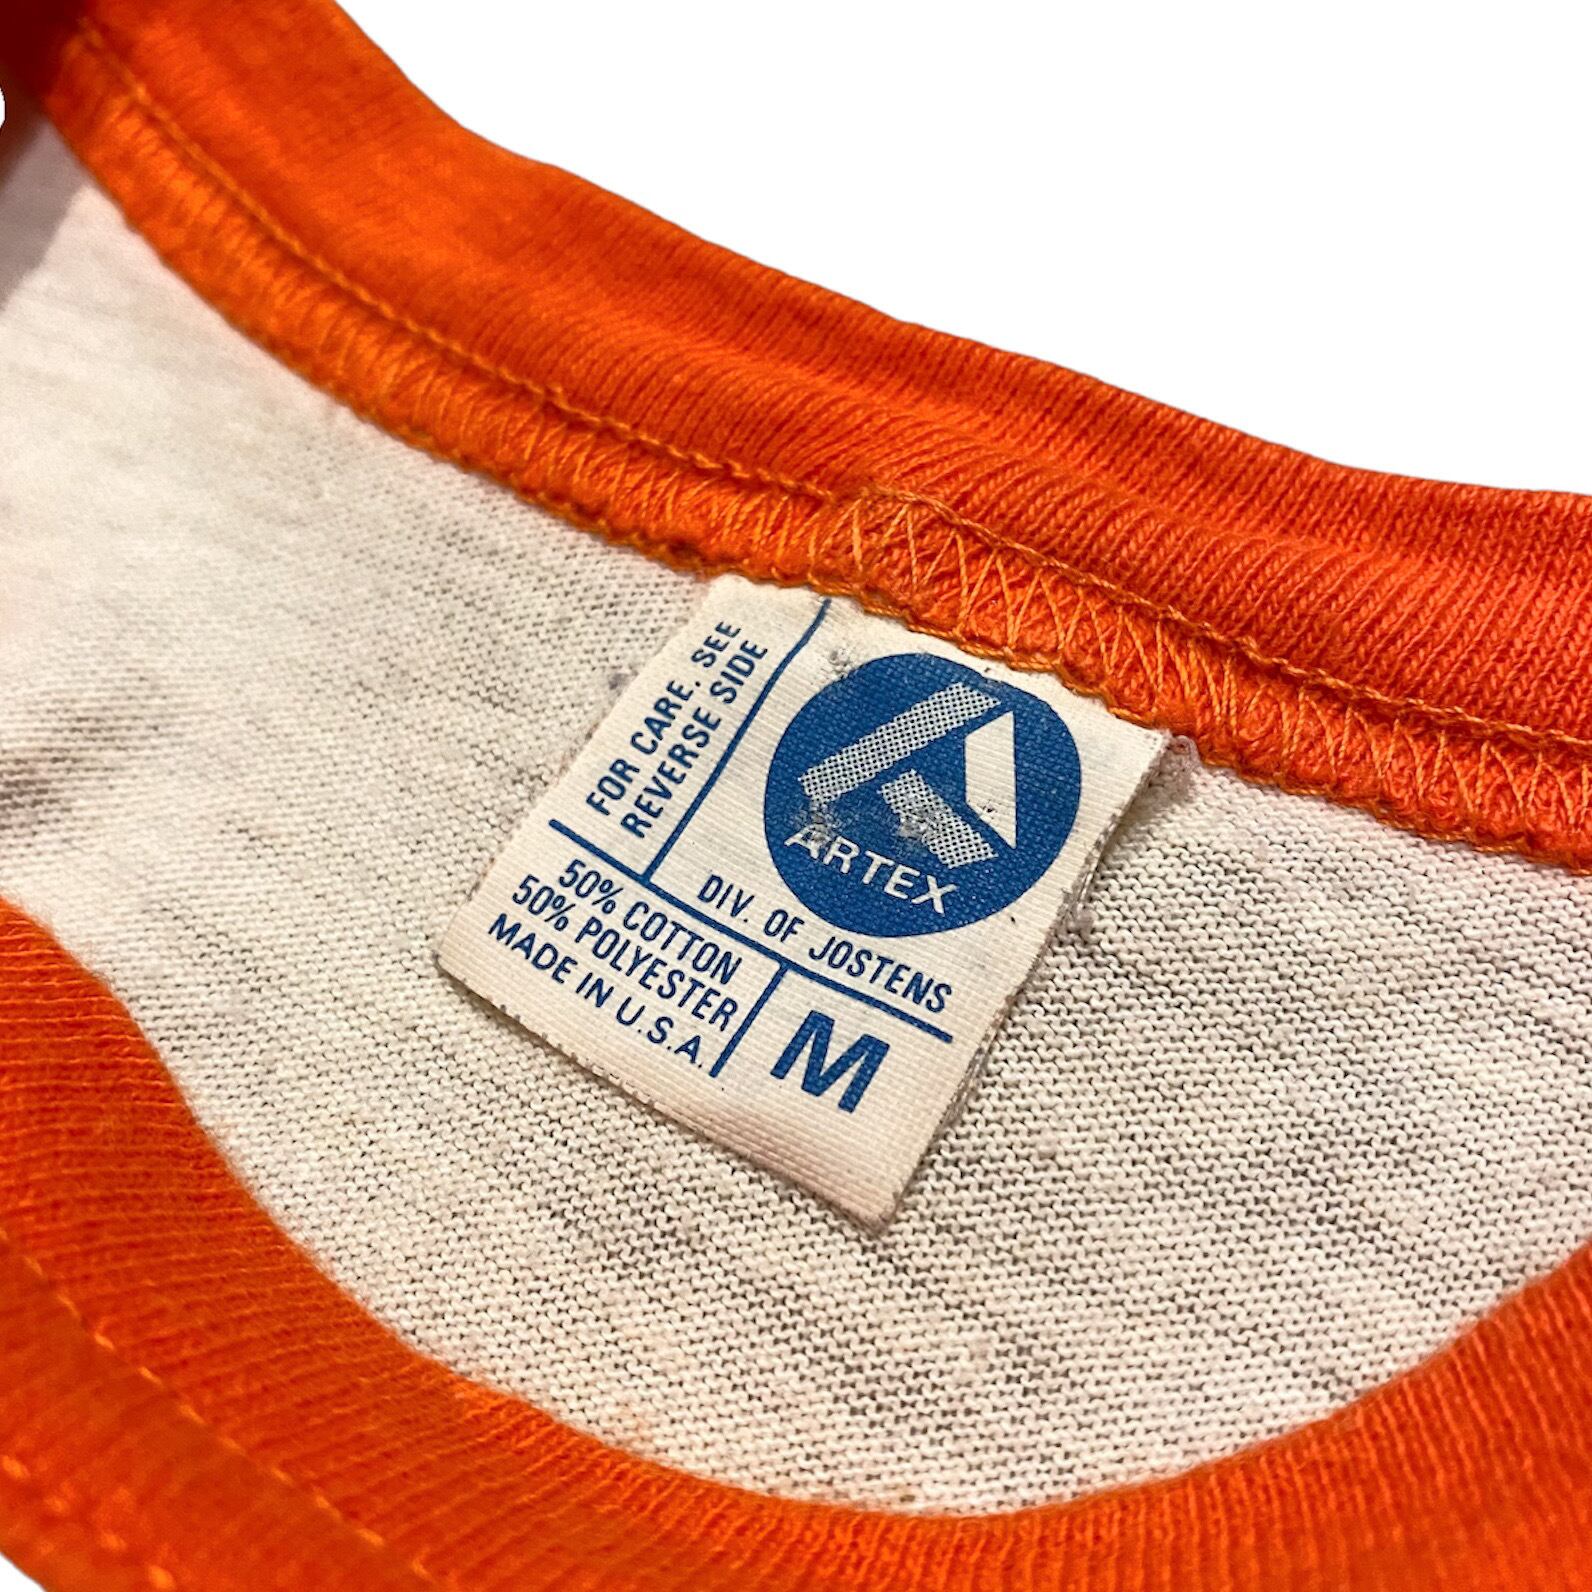 FOR CARE, SEE
REVERSE SIDE
ARTEX
DIV. OF JOSTENS
50% COTTON
50% POLYESTER
MADE IN U.S.A.
M